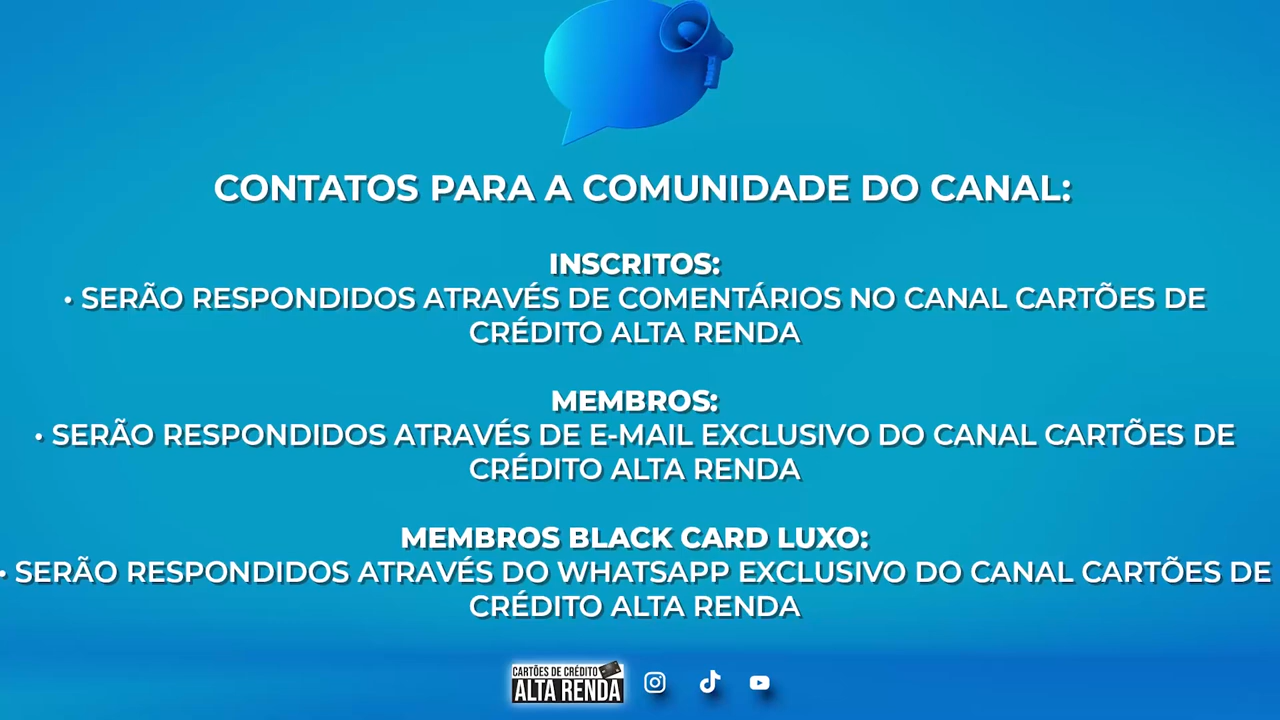 CONTATOS PARA A COMUNIDADE DO CANAL:
INSCRITOS:
• SERÃO RESPONDIDOS ATRAVÉS DE COMENTÁRIOS NO CANAL CARTÕES DE
CRÉDITO ALTA RENDA
MEMBROS:
• SERÃO RESPONDIDOS ATRAVÉS DE E-MAIL EXCLUSIVO DO CANAL CARTÕES DE
CRÉDITO ALTA RENDA
MEMBROS BLACK CARD LUXO:
• SERÃO RESPONDIDOS ATRAVÉS DO WHATSAPP EXCLUSIVO DO CANAL CARTÕES DE
CRÉDITO ALTA RENDA
CARTÕES DE CRÉDITO
ALTA RENDA